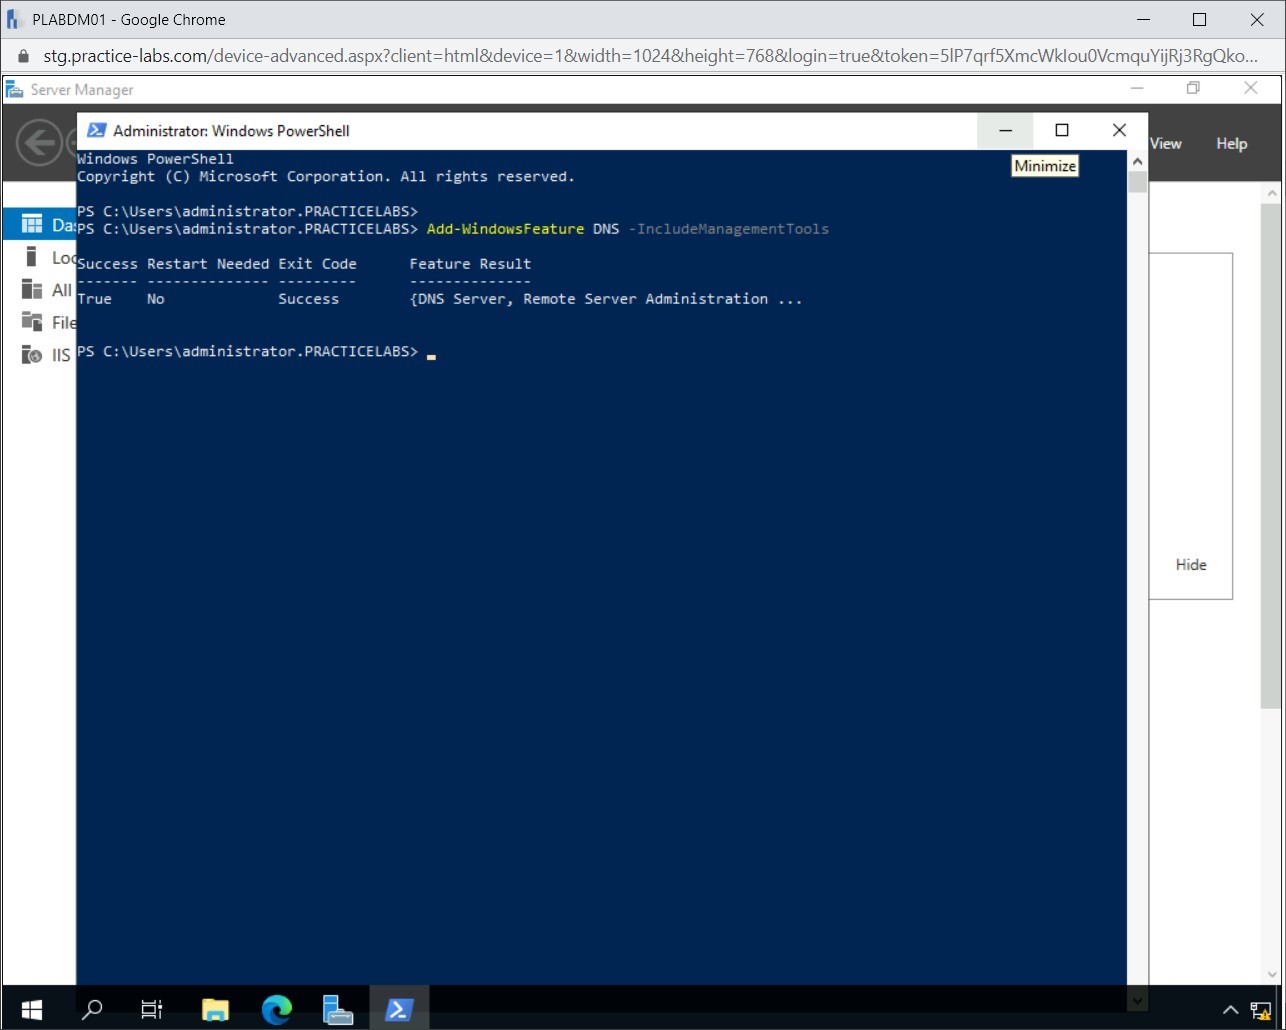 PLABDM01 - Google Chrome
stg.practice-labs.com/device-advanced.aspx?client=html&device=1&width=1024&height=768&login=true&token=5lP7qrf5XmcWkIou0VcmquYijRj3RgQko...
Server Manager
Administrator: Windows PowerShell
View Help
Minimize
Windows PowerShell
Copyright (C) Microsoft Corporation. All rights reserved.
PS C:\Users\administrator.PRACTICELABS>
PS C:\Users\administrator.PRACTICELABS> Add-WindowsFeature DNS -IncludeManagementTools
Success Restart Needed Exit Code Feature Result
------- -------------- --------- --------------
True No Success {DNS Server, Remote Server Administration ...
PS C:\Users\administrator.PRACTICELABS>
Das
Loc
All
File
IIS
Hide